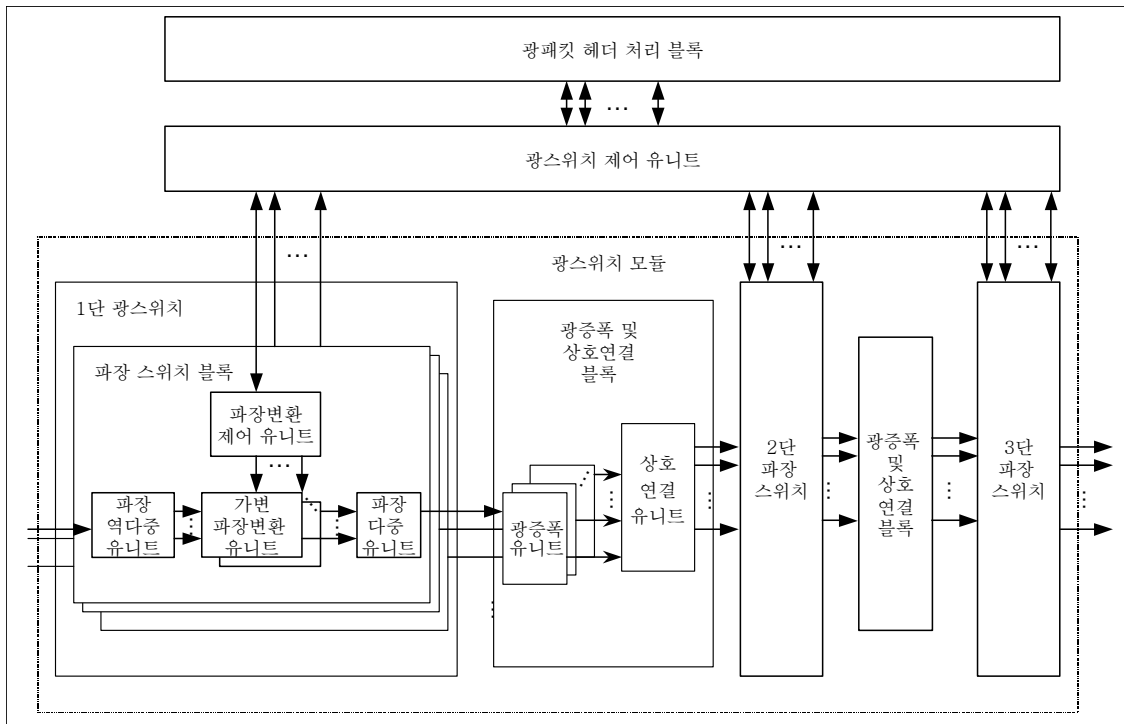 광패킷 헤더 처리 블록
...
광스위치 제어 유니트
...
...
...
광스위치 모듈
1단 광스위치
파장 스위치 블록
파장변환
제어 유니트
...
파장
역다중
유니트
가변
파장변환
유니트
파장
다중
유니트
광증폭 및
상호연결
블록
광증폭
유니트
상호
연결
유니트
2단
파장
스위치
광증폭
및
상호
연결
블록
3단
파장
스위치